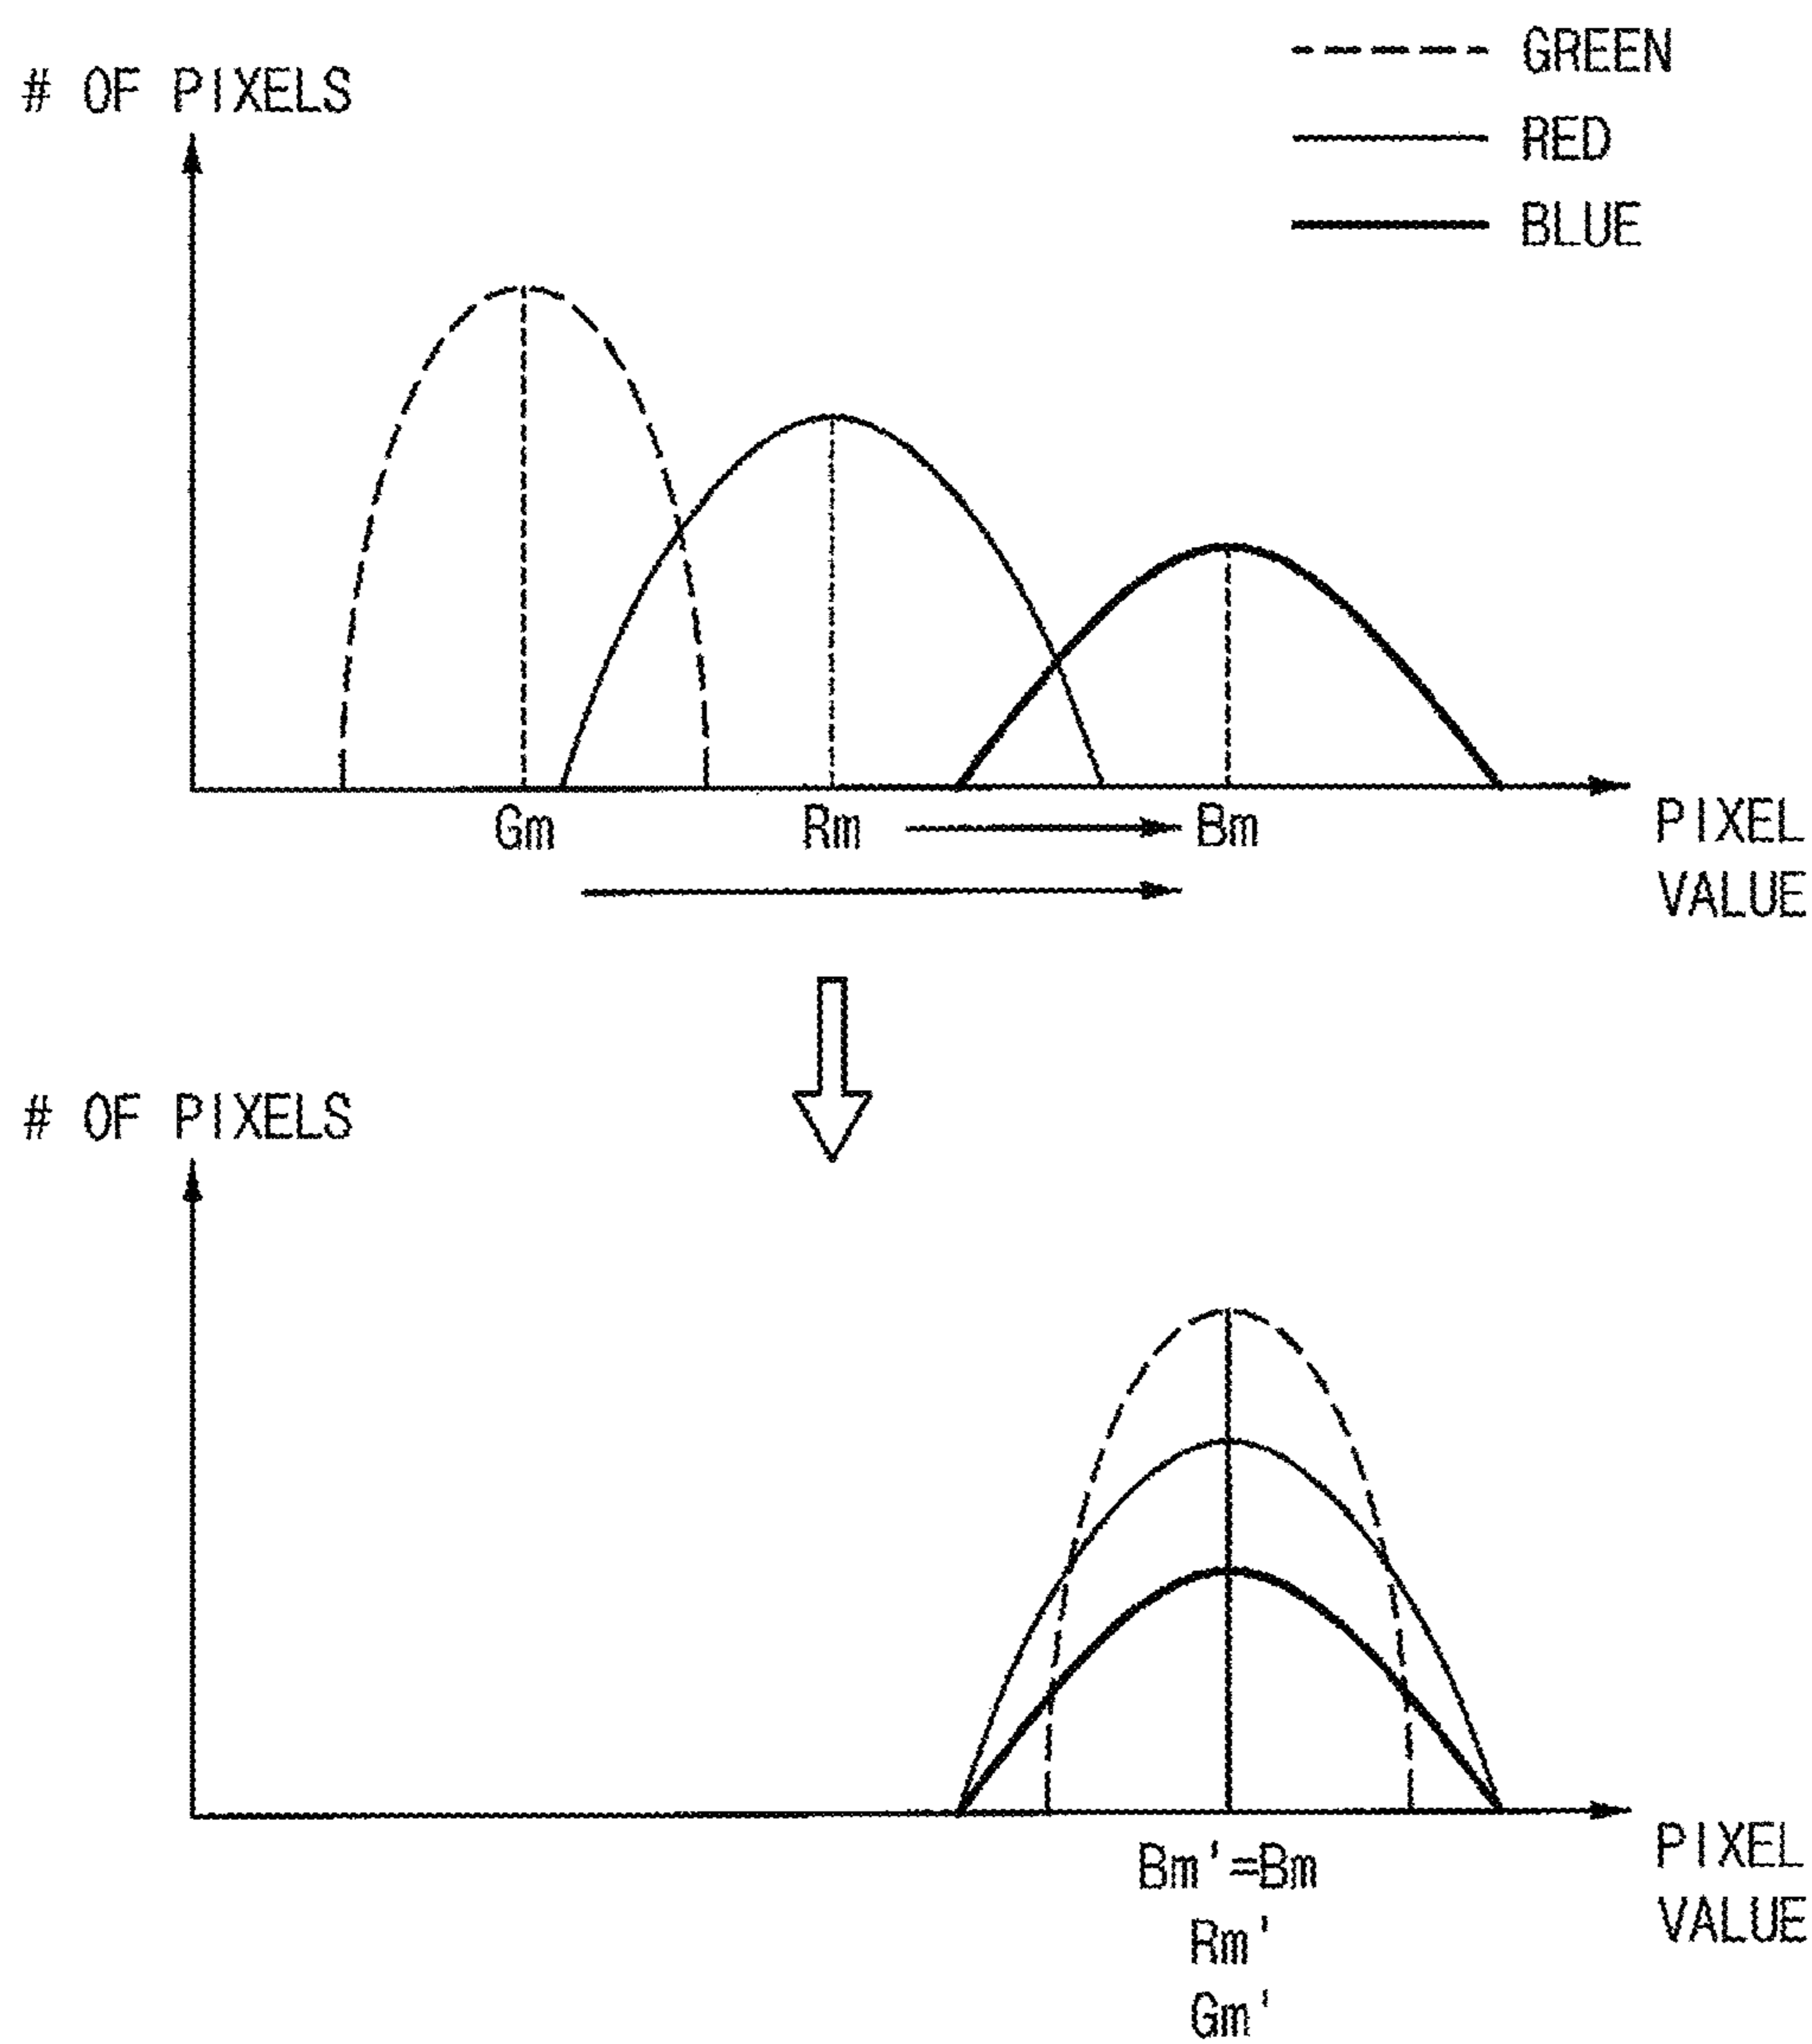 # OF PIXELS
GREEN
RED
BLUE
Gm
Rm
Bm
PIXEL
VALUE
# OF PIXELS
Bm'=Bm
Rm'
Gm'
PIXEL
VALUE